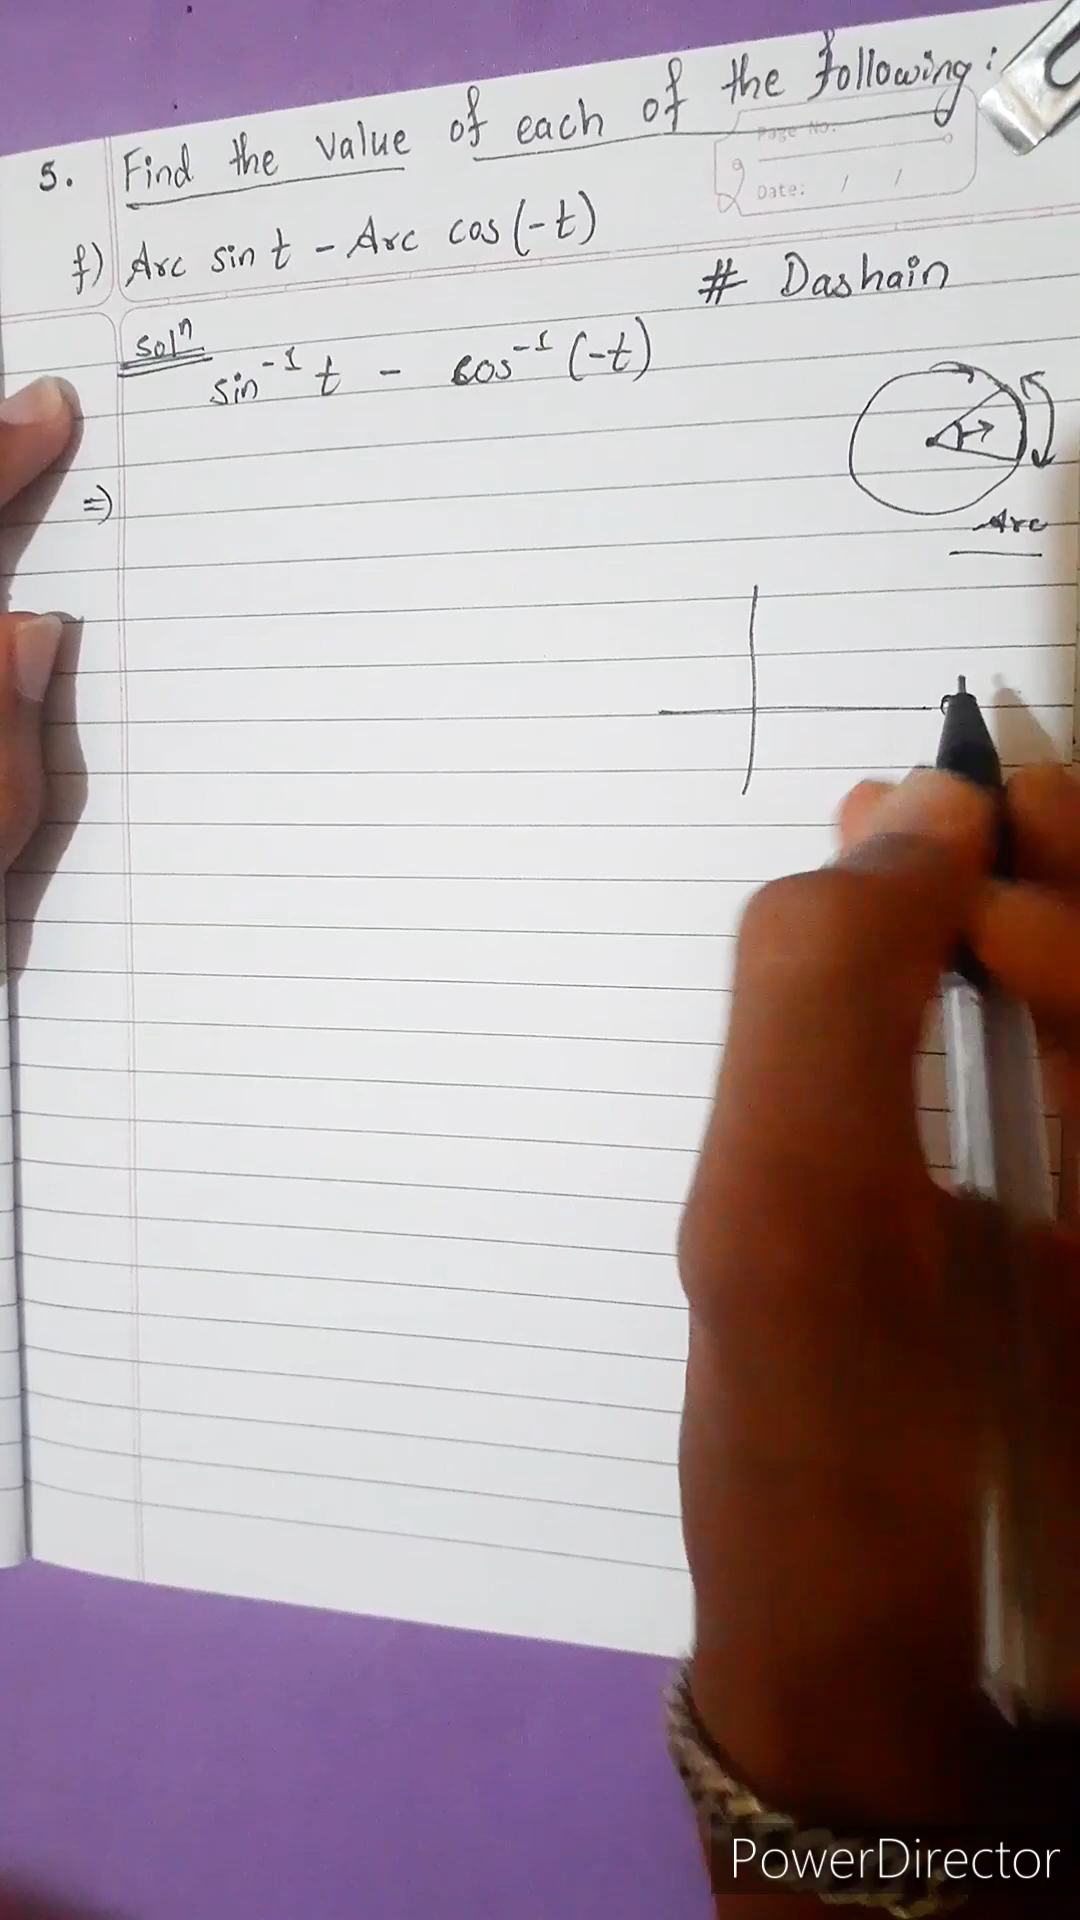 5. Find the value of each of the following:
Page No.
Date: / /
f) Arc sin t - Arc cos (-t)
# Dashain
Solⁿ
sin⁻¹ t - cos⁻¹ (-t)
=)
Arc
PowerDirector